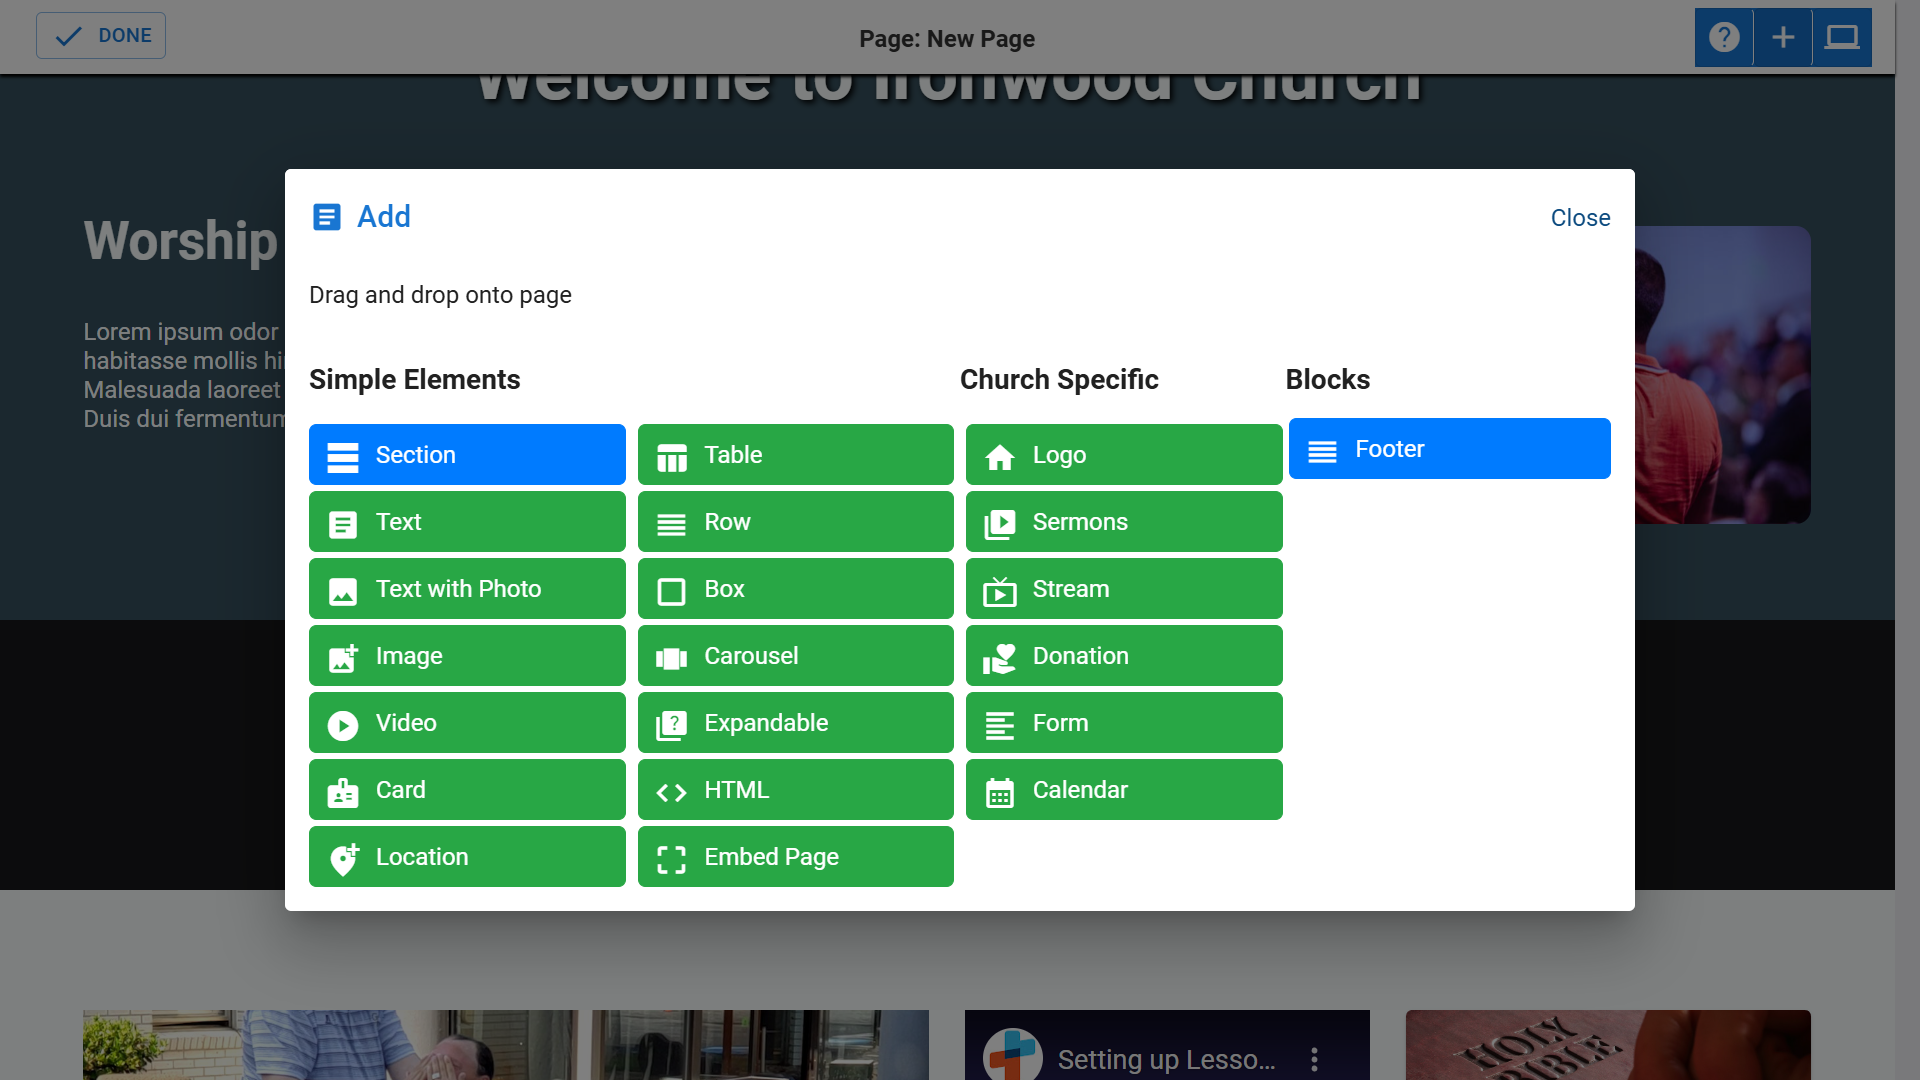 DONE
Page: New Page
Welcome to Ironwood Church
Worship
Lorem ipsum odor
habitasse mollis
Malesuada laoreet
Duis dui fermentum
Add
Close
Drag and drop onto page
Simple Elements
Church Specific
Blocks
Section
Table
Logo
Footer
Text
Row
Sermons
Text with Photo
Box
Stream
Image
Carousel
Donation
Video
Expandable
Form
Card
HTML
Calendar
Location
Embed Page
Setting up Lesso...
HOLY
BIBLE